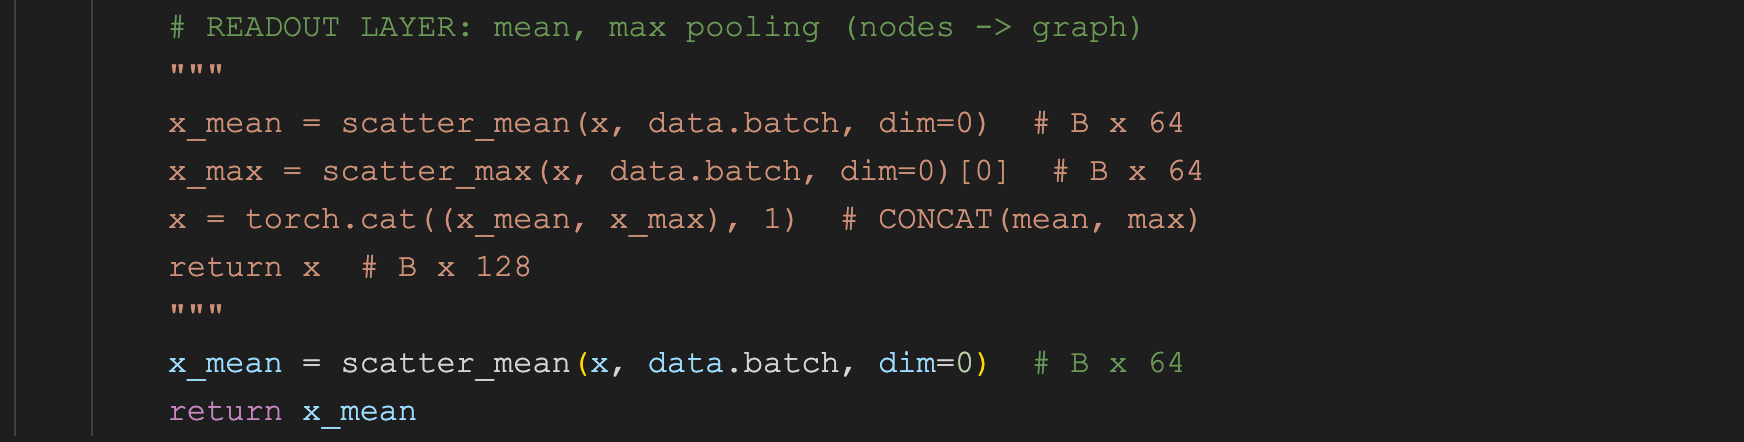 # READOUT LAYER: mean, max pooling (nodes -> graph)
"""
x_mean = scatter_mean(x, data.batch, dim=0)  # B x 64
x_max = scatter_max(x, data.batch, dim=0)[0]  # B x 64
x = torch.cat((x_mean, x_max), 1)  # CONCAT(mean, max)
return x  # B x 128
"""
x_mean = scatter_mean(x, data.batch, dim=0)  # B x 64
return x_mean